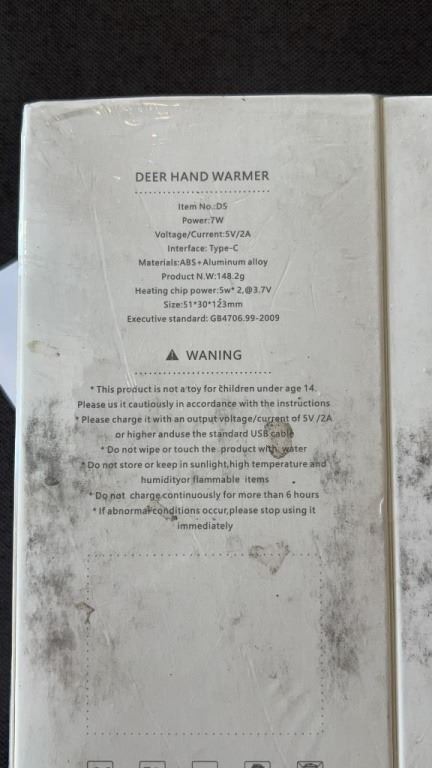 DEER HAND WARMER
Item No.:D5
Power:7W
Voltage/Current:5V/2A
Interface: Type-C
Materials:ABS+Aluminum alloy
Product N.W:148.2g
Heating chip power:5w* 2,@3.7V
Size:51*30*123mm
Executive standard: GB4706.99-2009
WANING
* This product is not a toy for children under age 14.
Please us it cautiously in accordance with the instructions
* Please charge it with an output voltage/current of 5V /2A
or higher anduse the standard USB cable
* Do not wipe or touch the product with water
* Do not store or keep in sunlight,high temperature and
humidityor flammable items
* Do not charge continuously for more than 6 hours
* If abnormal conditions occur,please stop using it
immediately